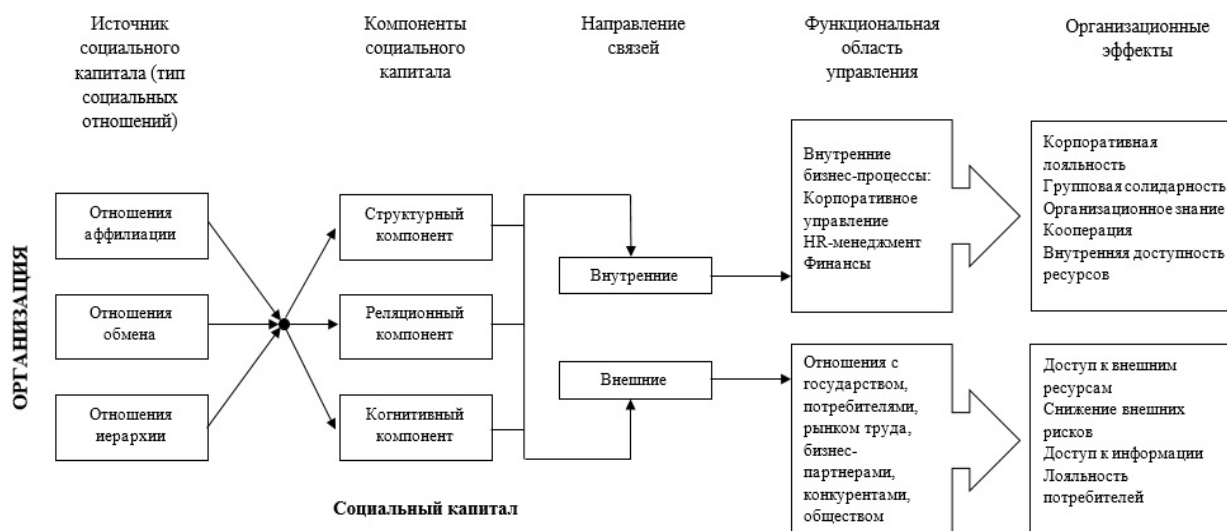 Источник
социального
капитала (тип
социальных
отношений)
Компоненты
социального
капитала
Направление
связей
Функциональная
область
управления
Организационные
эффекты
ОРГАНИЗАЦИЯ
Отношения
аффилиации
Отношения
обмена
Отношения
иерархии
Структурный
компонент
Реляционный
компонент
Когнитивный
компонент
Внутренние
Внешние
Внутренние
бизнес-процессы:
Корпоративное
управление
HR-менеджмент
Финансы
Отношения с
государством,
потребителями,
рынком труда,
бизнес-
партнерами,
конкурентами,
обществом
Корпоративная
лояльность
Групповая солидарность
Организационное знание
Кооперация
Внутренняя доступность
ресурсов
Доступ к внешним
ресурсам
Снижение внешних
рисков
Доступ к информации
Лояльность
потребителей
Социальный капитал